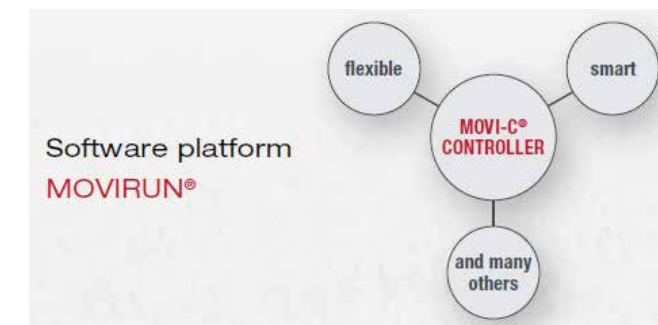 Software platform
MOVIRUN®
flexible
smart
MOVI-C®
CONTROLLER
and many
others